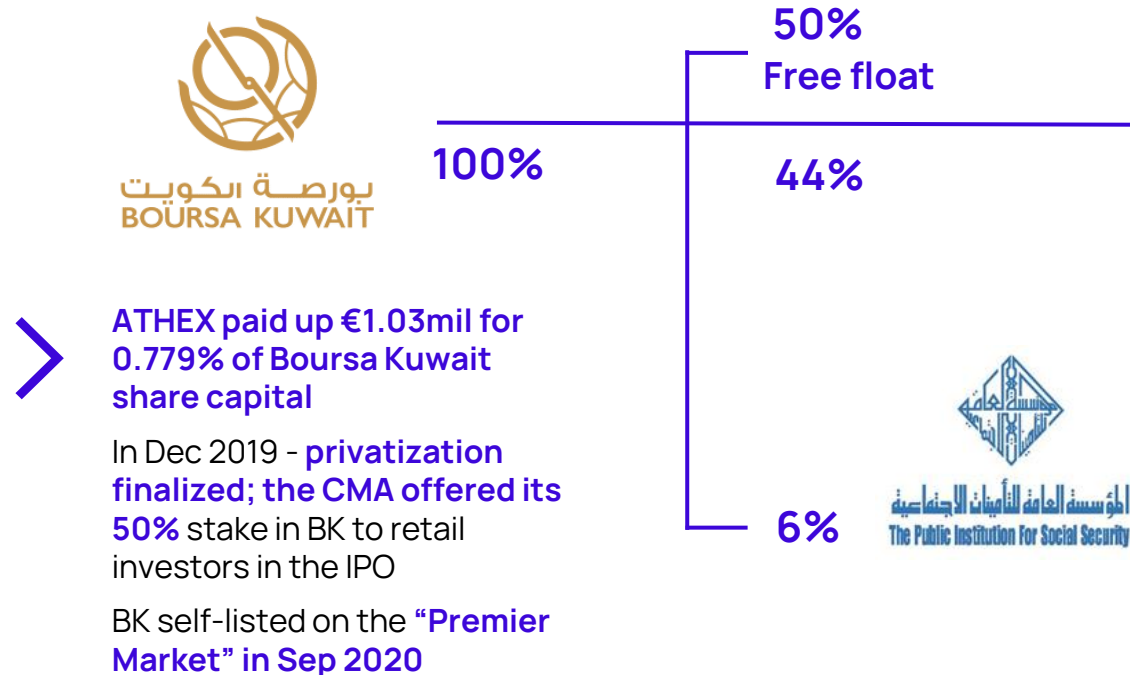 بورصة الكويت
BOURSA KUWAIT
100%
50%
Free float
44%
6%
المؤسسة العامة للتأمينات الاجتماعية
The Public Institution For Social Security
ATHEX paid up €1.03mil for
0.779% of Boursa Kuwait
share capital
In Dec 2019 - privatization
finalized; the CMA offered its
50% stake in BK to retail
investors in the IPO
BK self-listed on the “Premier
Market” in Sep 2020